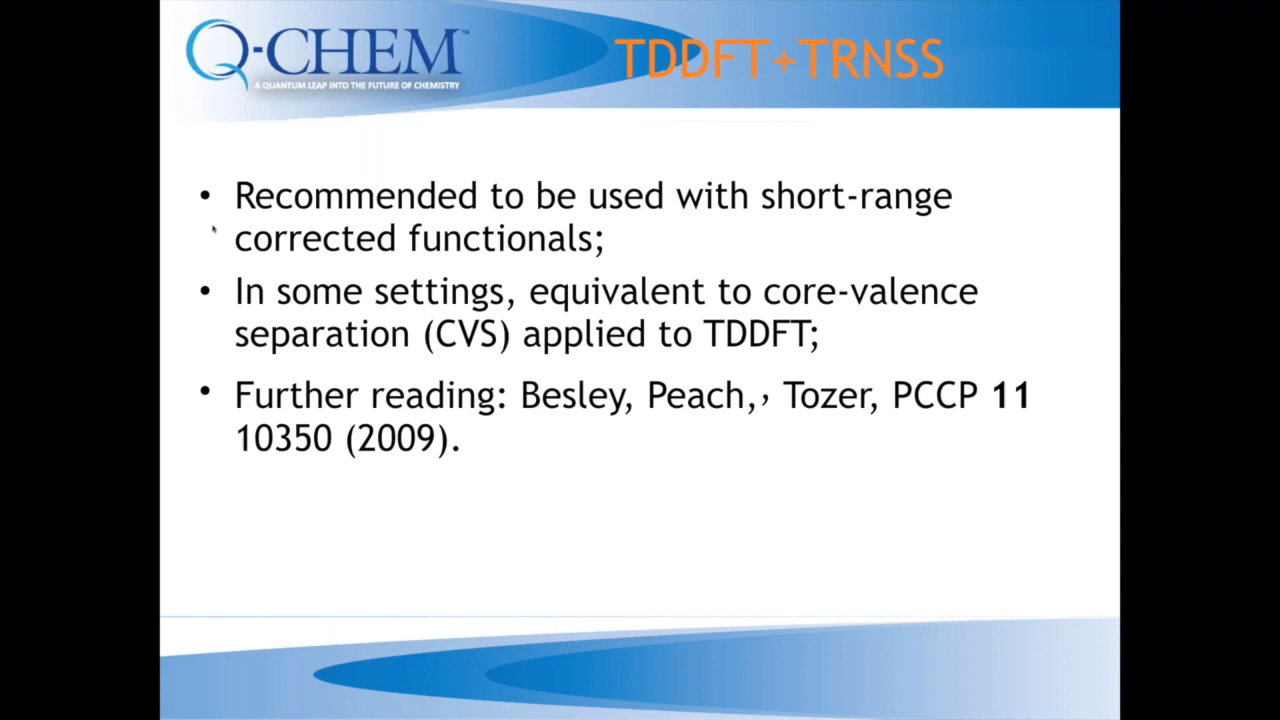 Q-CHEM™
A QUANTUM LEAP INTO THE FUTURE OF CHEMISTRY
TDDFT+TRNSS
• Recommended to be used with short-range
corrected functionals;
• In some settings, equivalent to core-valence
separation (CVS) applied to TDDFT;
• Further reading: Besley, Peach,, Tozer, PCCP 11
10350 (2009).